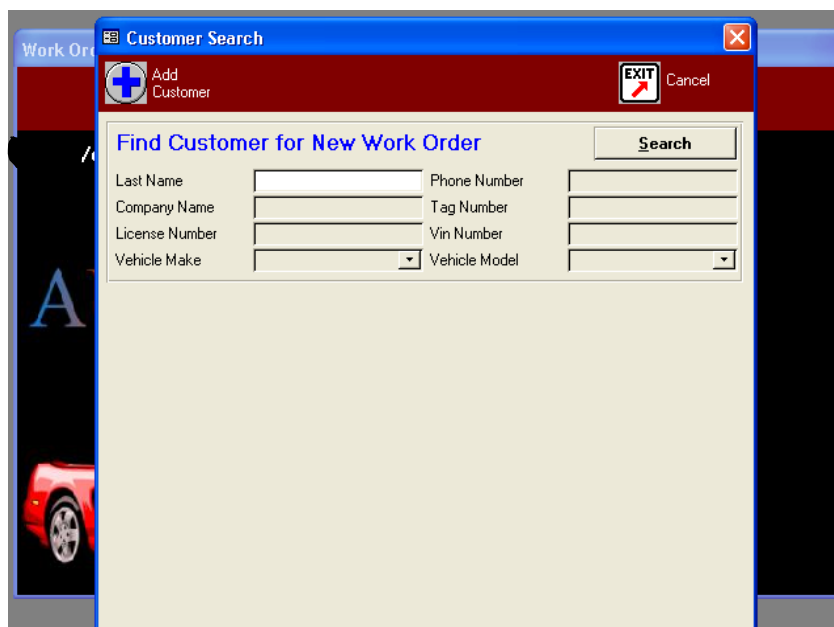 Work Or
Customer Search
Add
Customer
EXIT
Cancel
Find Customer for New Work Order
Search
Last Name
Phone Number
Company Name
Tag Number
License Number
Vin Number
Vehicle Make
Vehicle Model
A